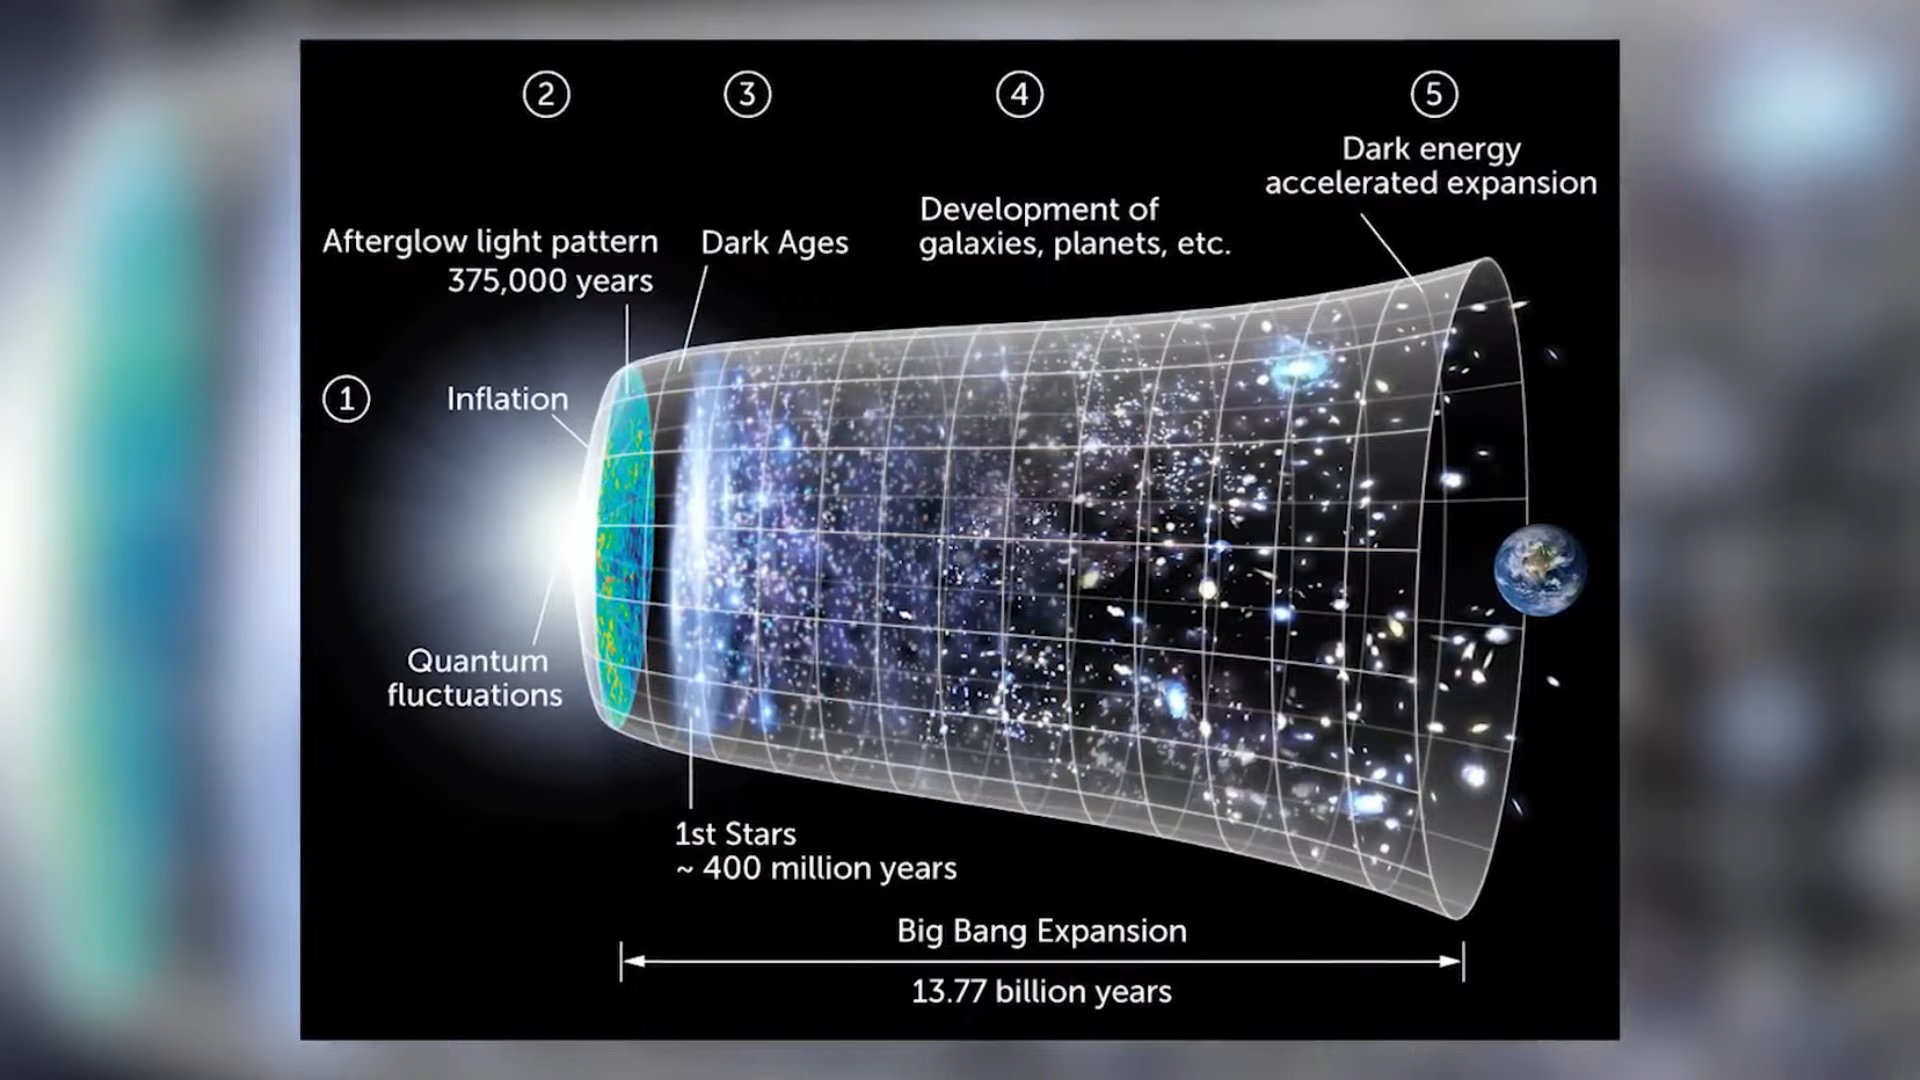 2
3
4
5
Dark energy
accelerated expansion
Development of
galaxies, planets, etc.
Afterglow light pattern
375,000 years
Dark Ages
1
Inflation
Quantum
fluctuations
1st Stars
~ 400 million years
Big Bang Expansion
13.77 billion years